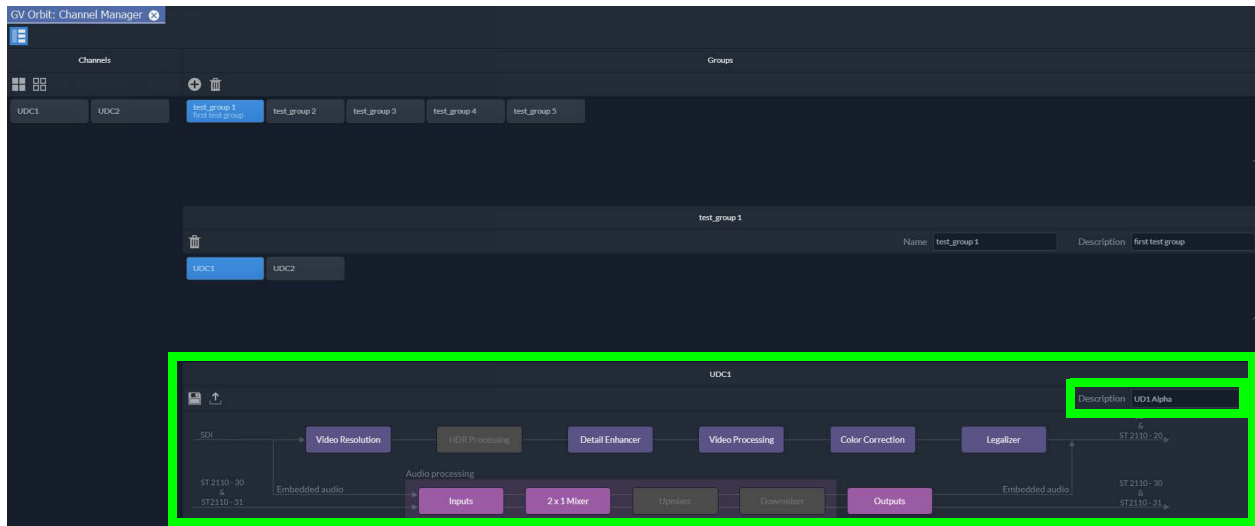 GV Orbit: Channel Manager
Channels
Groups
UDC1
UDC2
test_group 1
first test group
test_group 2
test_group 3
test_group 4
test_group 5
test_group 1
Name
test_group 1
Description
first test group
UDC1
UDC2
UDC1
Description
UD1 Alpha
SDI
Video Resolution
HDR Processing
Detail Enhancer
Video Processing
Color Correction
Legalizer
&
ST 2110 - 20
Audio processing
ST 2110 - 30
&
ST2110 - 31
Embedded audio
Inputs
2 x 1 Mixer
Upmixer
Downmixer
Outputs
Embedded audio
ST 2110 - 30
&
ST2110 - 31